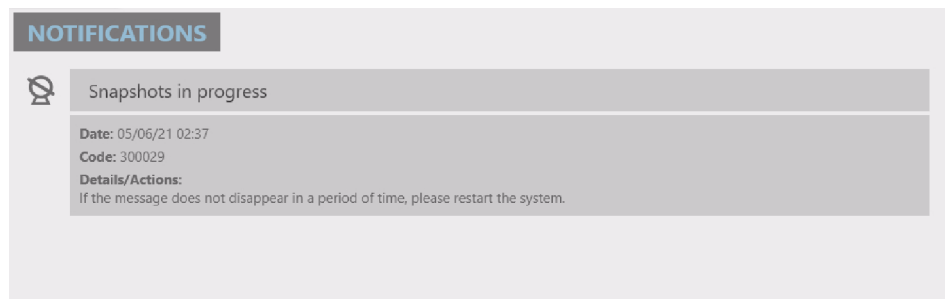 NOTIFICATIONS
Snapshots in progress
Date: 05/06/21 02:37
Code: 300029
Details/Actions:
If the message does not disappear in a period of time, please restart the system.